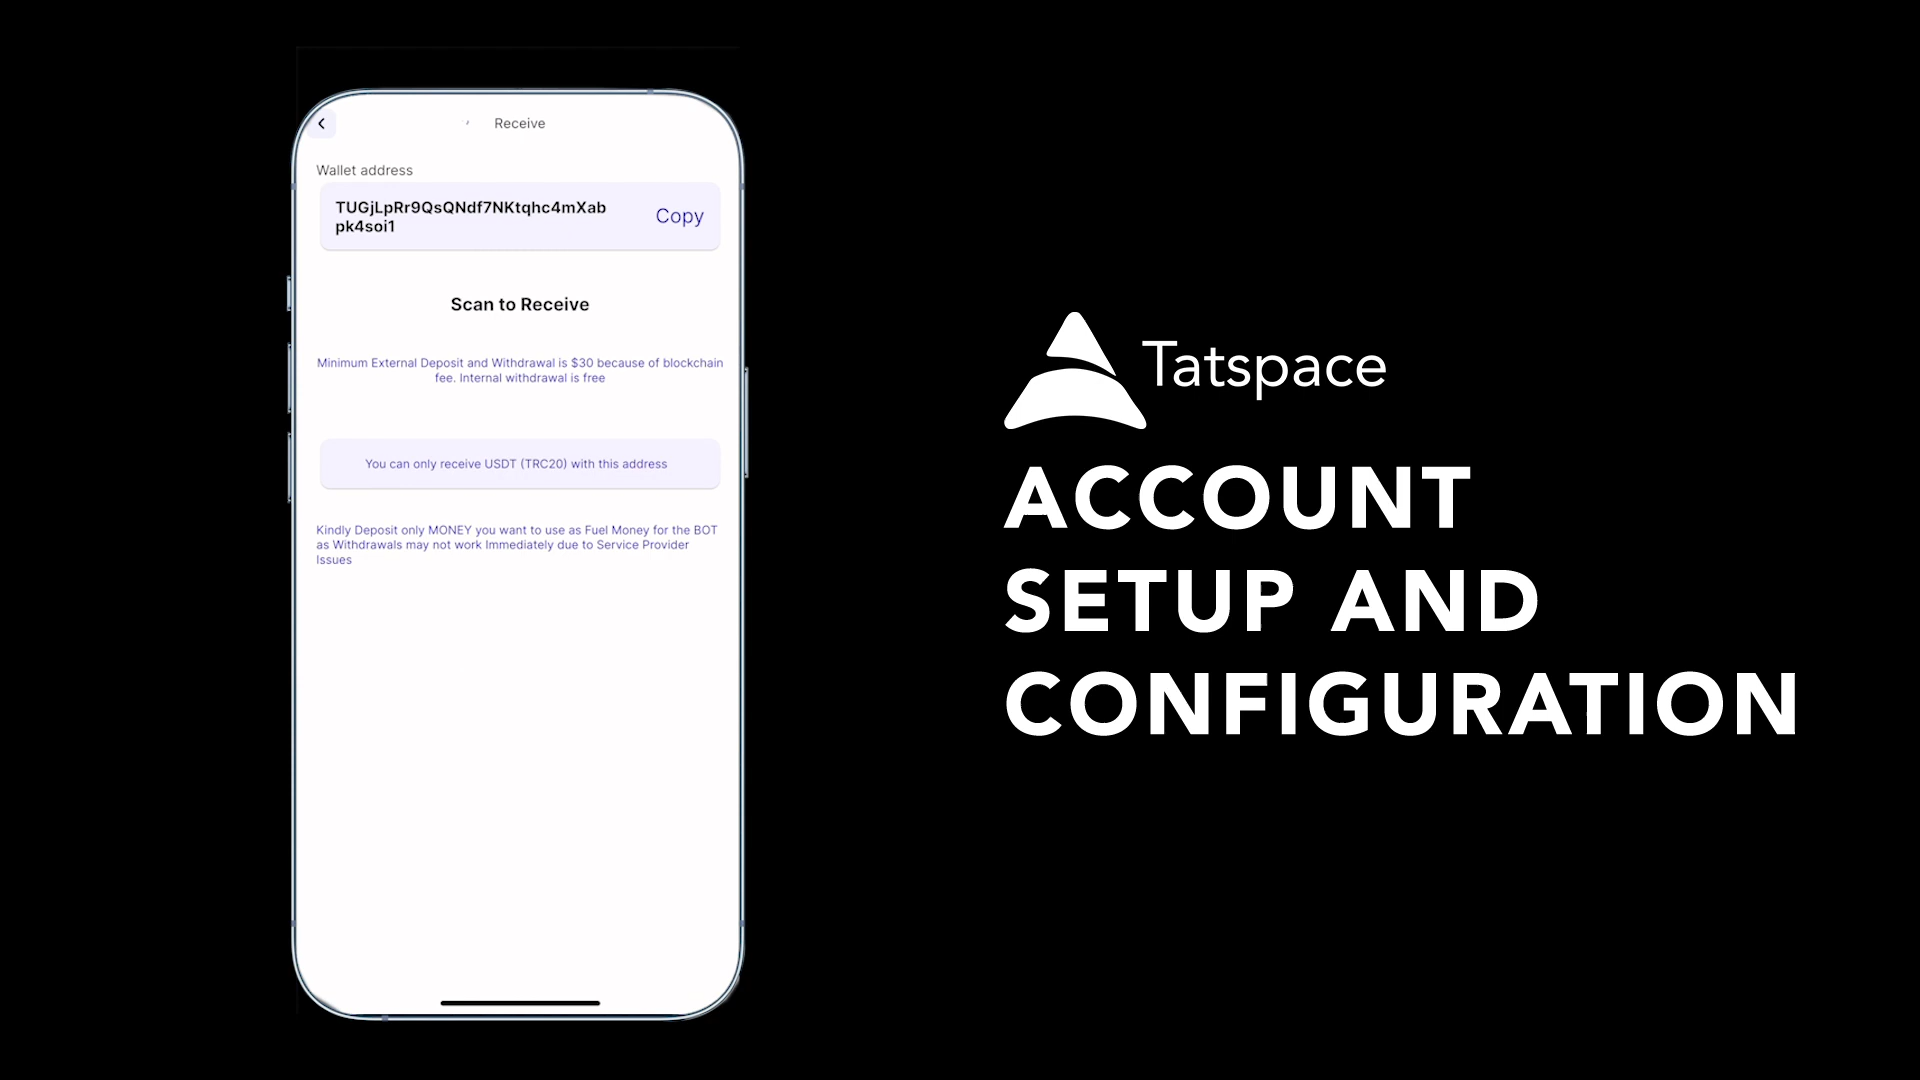 Receive
Wallet address
TUGjLpRr9QsQNdf7NKtqhc4mXab
pk4soi1
Copy
Scan to Receive
Minimum External Deposit and Withdrawal is $30 because of blockchain
fee. Internal withdrawal is free
You can only receive USDT (TRC20) with this address
Kindly Deposit only MONEY you want to use as Fuel Money for the BOT
as Withdrawals may not work Immediately due to Service Provider
Issues
Tatspace
ACCOUNT
SETUP AND
CONFIGURATION